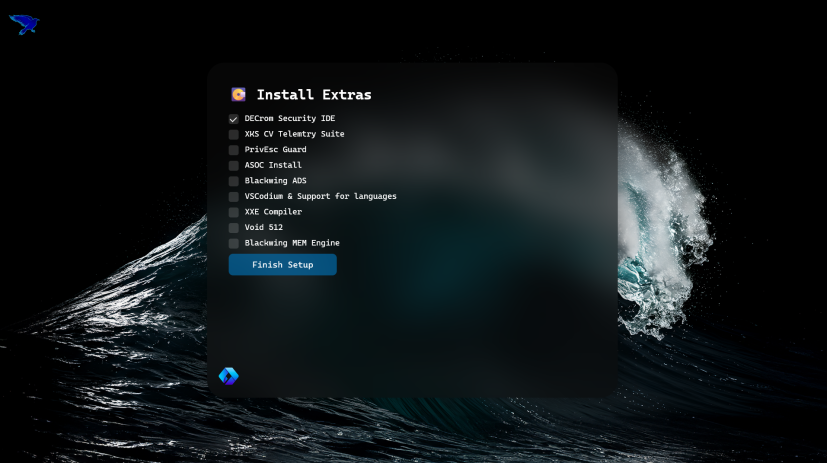 Install Extras
DECrom Security IDE
XKS CV Telemtry Suite
PrivEsc Guard
ASOC Install
Blackwing ADS
VSCodium & Support for languages
XXE Compiler
Void 512
Blackwing MEM Engine
Finish Setup